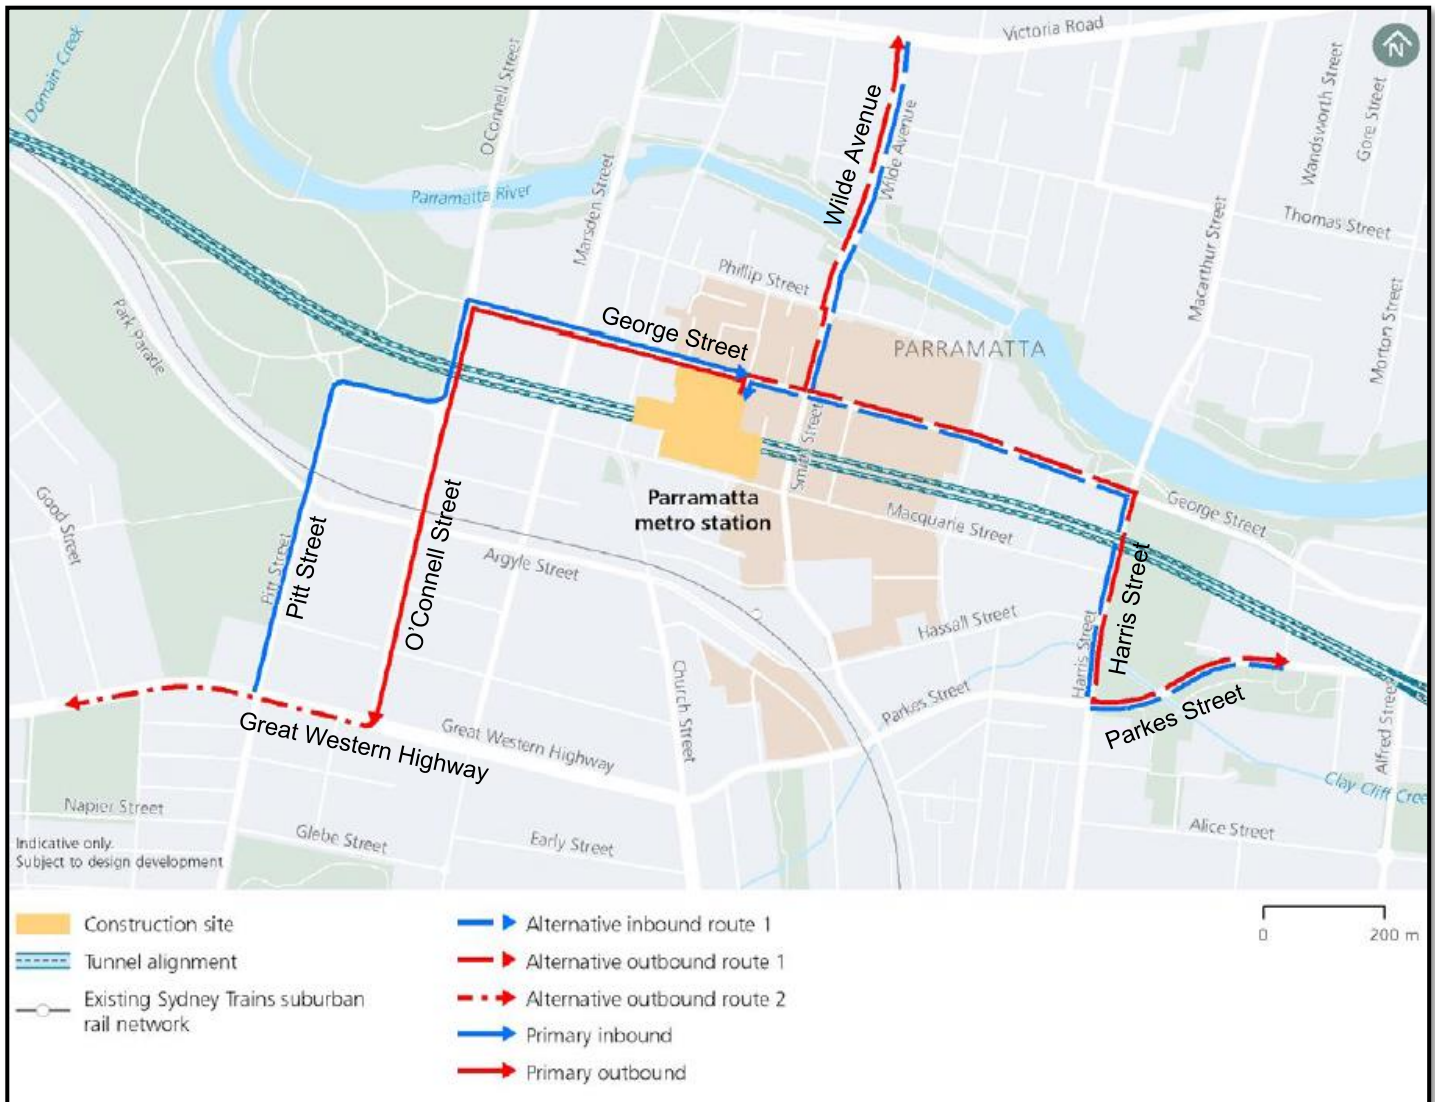 Victoria Road
N
Domain Creek
O'Connell Street
Wilde Avenue
Wilde Avenue
Wandsworth Street
Gore Street
Parramatta River
Marsden Street
Thomas Street
Macarthur Street
Phillip Street
Park Parade
George Street
PARRAMATTA
Morton Street
Smith Street
Good Street
Parramatta
metro station
George Street
Macquarie Street
Pitt Street
Pitt Street
O'Connell Street
Argyle Street
Harris Street
Harris Street
Hassall Street
Church Street
Parkes Street
Parkes Street
Great Western Highway
Great Western Highway
Alfred Street
Clay Cliff Cree
Napier Street
Glebe Street
Early Street
Alice Street
Indicative only.
Subject to design development
Construction site
Tunnel alignment
Existing Sydney Trains suburban
rail network
Alternative inbound route 1
Alternative outbound route 1
Alternative outbound route 2
Primary inbound
Primary outbound
0 200 m